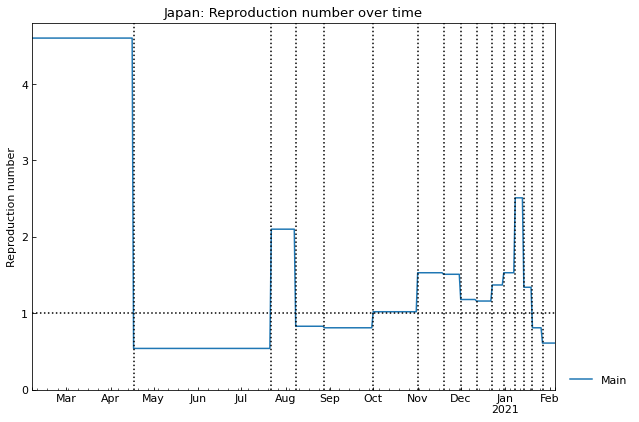 Japan: Reproduction number over time
Reproduction number
4
3
2
1
0
Mar Apr May Jun Jul Aug Sep Oct Nov Dec Jan Feb
2021
Main